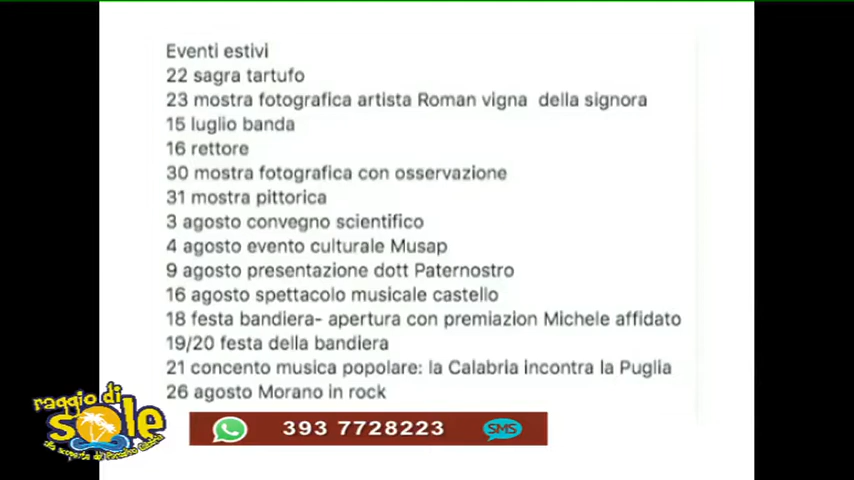 Eventi estivi
22 sagra tartufo
23 mostra fotografica artista Roman vigna della signora
15 luglio banda
16 rettore
30 mostra fotografica con osservazione
31 mostra pittorica
3 agosto convegno scientifico
4 agosto evento culturale Musap
9 agosto presentazione dott Paternostro
16 agosto spettacolo musicale castello
18 festa bandiera- apertura con premiazion Michele affidato
19/20 festa della bandiera
21 concento musica popolare: la Calabria incontra la Puglia
26 agosto Morano in rock
raggio di
sole
alla scoperta del
393 7728223
SMS